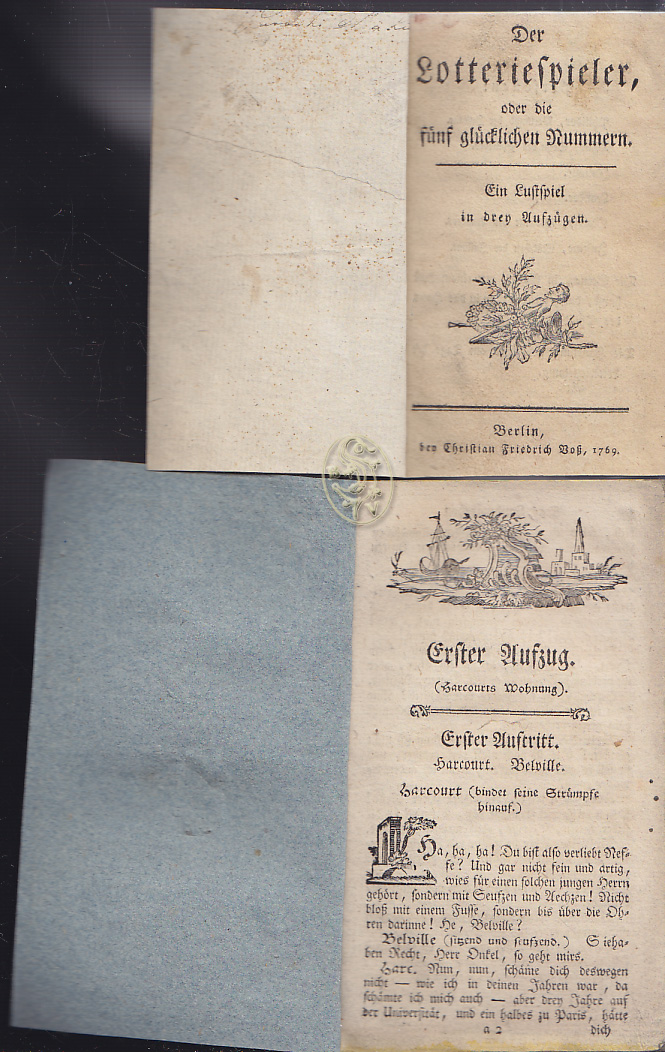 Der
Lotteriespieler,
oder die
fünf glücklichen Nummern.
Ein Lustspiel
in drey Aufzügen.
Berlin,
bey Christian Friedrich Voß, 1769.
Erster Aufzug.
(Harcourts Wohnung).
Erster Auftritt.
Harcourt. Belville.
Harcourt (bindet seine Strümpfe
hinauf.)
Ha, ha, ha! Du bist also verliebt Nef-
fe? Und gar nicht fein und artig,
wies für einen solchen jungen Herrn
gehört, sondern mit Seufzen und Aechzen! Nicht
bloß mit einem Fusse, sondern bis über die Oh-
ren darinne! He, Belville?
Belville (sitzend und seufzend.) Sie ha-
ben Recht, Herr Onkel, so geht mirs.
Harc. Nun, nun, schäme dich deswegen
nicht — wie ich in deinen Jahren war, da
schämte ich mich auch — aber drey Jahre auf
der Universität, und ein halbes zu Paris, hätte
a 2 dich